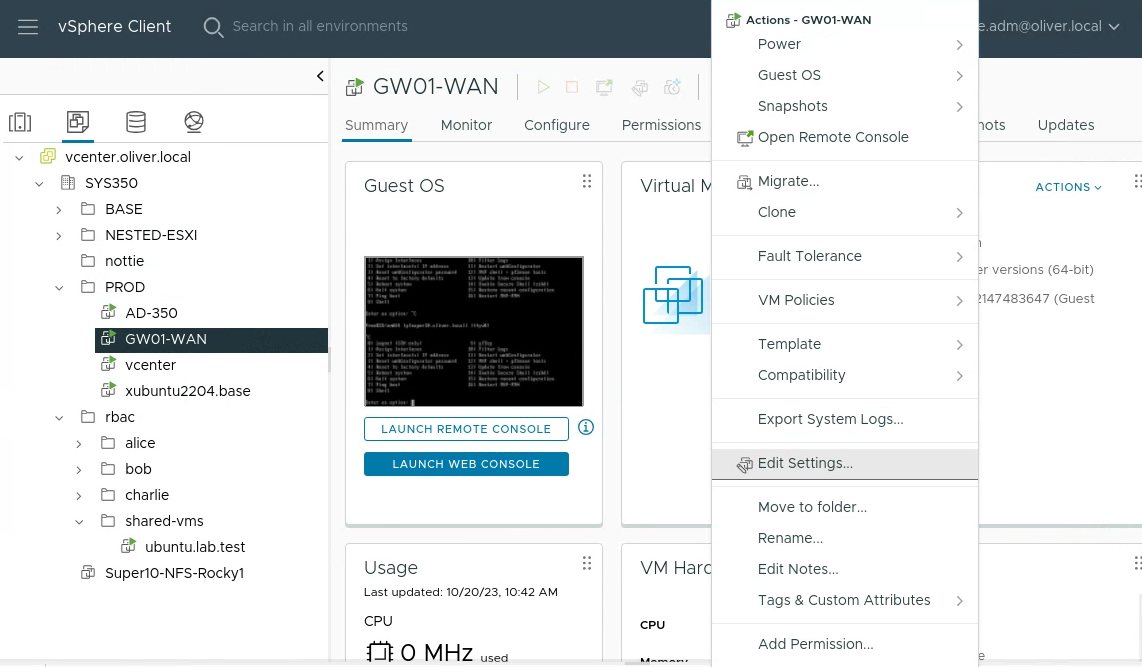 vSphere Client
Search in all environments
e.adm@oliver.local
vcenter.oliver.local
SYS350
BASE
NESTED-ESXI
nottie
PROD
AD-350
GW01-WAN
vcenter
xubuntu2204.base
rbac
alice
bob
charlie
shared-vms
ubuntu.lab.test
Super10-NFS-Rocky1
GW01-WAN
Summary
Monitor
Configure
Permissions
hots
Updates
Guest OS
LAUNCH REMOTE CONSOLE
LAUNCH WEB CONSOLE
Virtual M
ACTIONS
er versions (64-bit)
2147483647 (Guest
Usage
Last updated: 10/20/23, 10:42 AM
CPU
0 MHz used
VM Hard
CPU
Memory
Actions - GW01-WAN
Power
Guest OS
Snapshots
Open Remote Console
Migrate...
Clone
Fault Tolerance
VM Policies
Template
Compatibility
Export System Logs...
Edit Settings...
Move to folder...
Rename...
Edit Notes...
Tags & Custom Attributes
Add Permission...